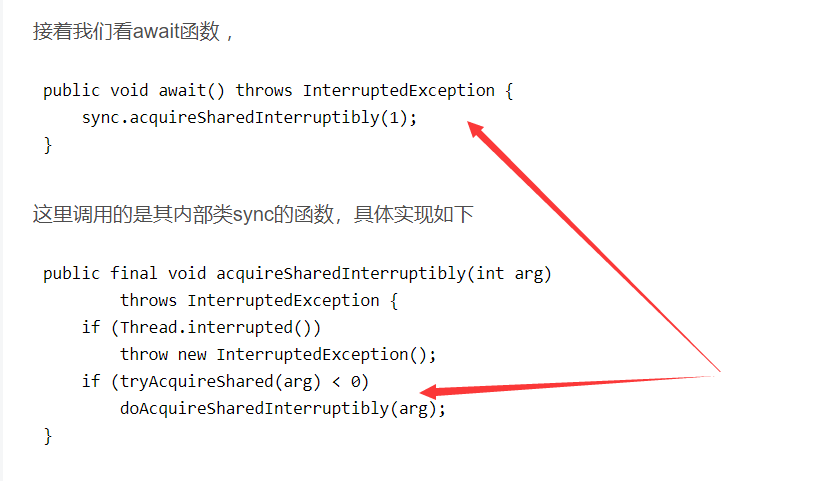 接着我们看await函数，
public void await() throws InterruptedException {
    sync.acquireSharedInterruptibly(1);
}
这里调用的是其内部类sync的函数，具体实现如下
public final void acquireSharedInterruptibly(int arg)
        throws InterruptedException {
    if (Thread.interrupted())
        throw new InterruptedException();
    if (tryAcquireShared(arg) < 0)
        doAcquireSharedInterruptibly(arg);
}